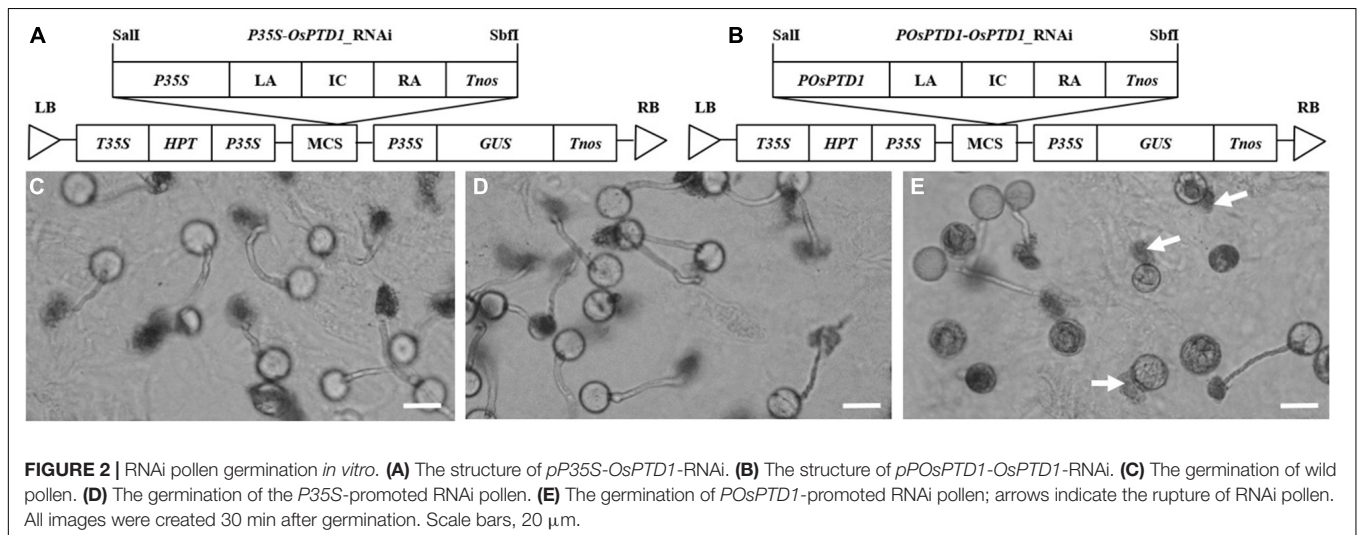 A
SalI P35S-OsPTD1_RNAi SbfI
P35S LA IC RA Tnos
LB RB
T35S HPT P35S MCS P35S GUS Tnos
B
SalI POsPTD1-OsPTD1_RNAi SbfI
POsPTD1 LA IC RA Tnos
LB RB
T35S HPT P35S MCS P35S GUS Tnos
C
D
E
FIGURE 2 | RNAi pollen germination in vitro. (A) The structure of pP35S-OsPTD1-RNAi. (B) The structure of pPOsPTD1-OsPTD1-RNAi. (C) The germination of wild
pollen. (D) The germination of the P35S-promoted RNAi pollen. (E) The germination of POsPTD1-promoted RNAi pollen; arrows indicate the rupture of RNAi pollen.
All images were created 30 min after germination. Scale bars, 20 μm.